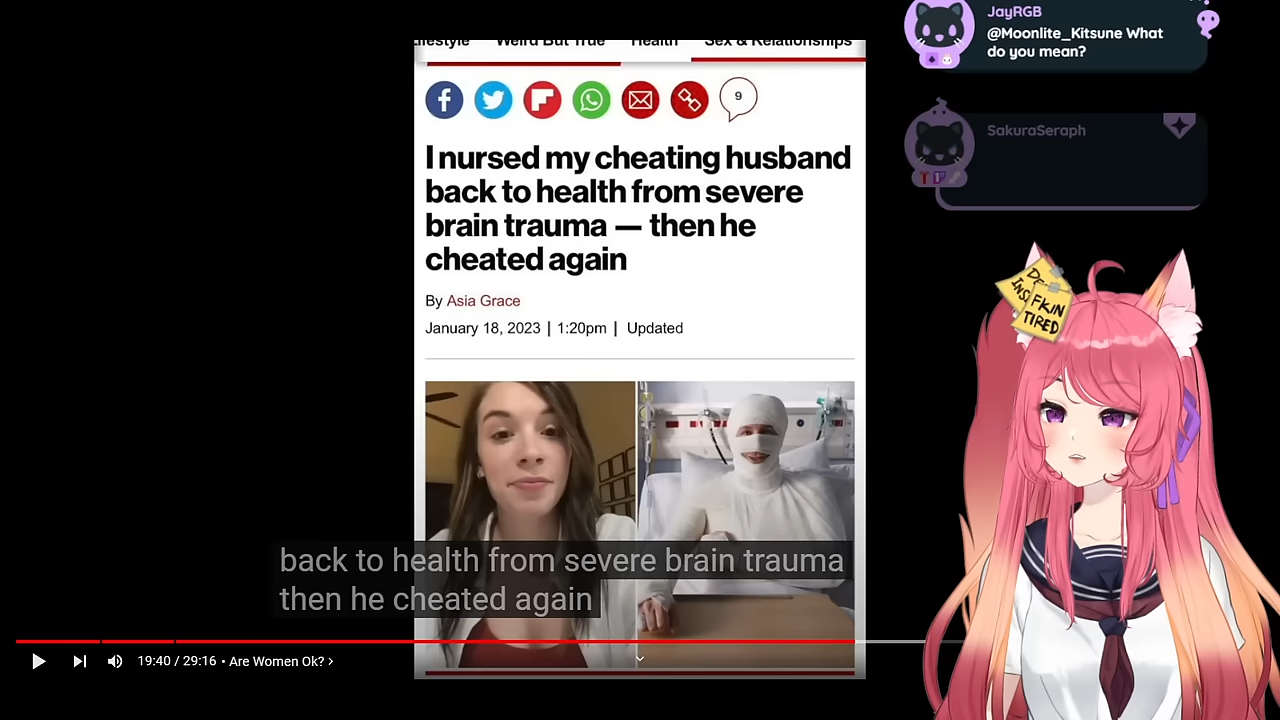 Lifestyle Weird But True Health Sex & Relationships
9
I nursed my cheating husband
back to health from severe
brain trauma — then he
cheated again
By Asia Grace
January 18, 2023 | 1:20pm | Updated
back to health from severe brain trauma
then he cheated again
19:40 / 29:16 • Are Women Ok? ›
JayRGB
@Moonlite_Kitsune What
do you mean?
SakuraSeraph
FKIN
TIRED